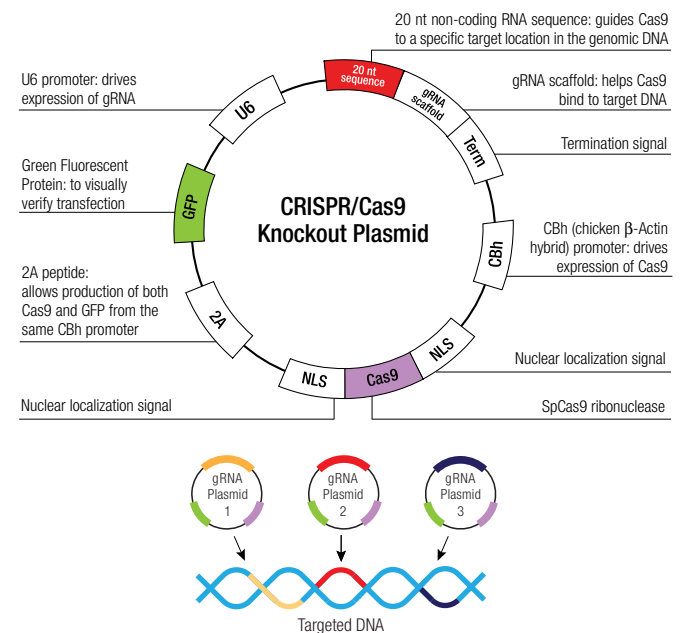 20 nt non-coding RNA sequence: guides Cas9
to a specific target location in the genomic DNA
U6 promoter: drives
expression of gRNA
gRNA scaffold: helps Cas9
bind to target DNA
Termination signal
Green Fluorescent
Protein: to visually
verify transfection
CBh (chicken β-Actin
hybrid) promoter: drives
expression of Cas9
2A peptide:
allows production of both
Cas9 and GFP from the
same CBh promoter
Nuclear localization signal
Nuclear localization signal
SpCas9 ribonuclease
CRISPR/Cas9
Knockout Plasmid
U6
20 nt
sequence
gRNA
scaffold
Term
CBh
NLS
Cas9
NLS
2A
GFP
gRNA
Plasmid
1
gRNA
Plasmid
2
gRNA
Plasmid
3
Targeted DNA